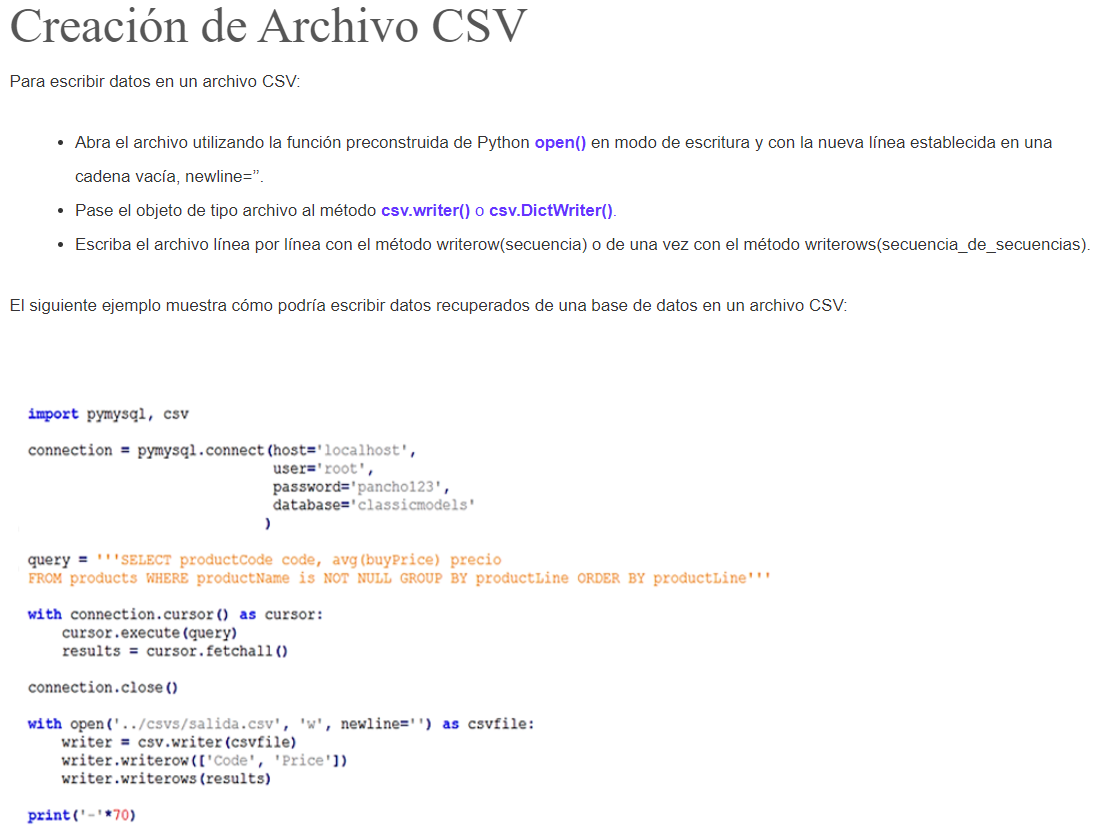 Creación de Archivo CSV
Para escribir datos en un archivo CSV:
• Abra el archivo utilizando la función preconstruida de Python open() en modo de escritura y con la nueva línea establecida en una
cadena vacía, newline=”.
• Pase el objeto de tipo archivo al método csv.writer() o csv.DictWriter().
• Escriba el archivo línea por línea con el método writerow(secuencia) o de una vez con el método writerows(secuencia_de_secuencias).
El siguiente ejemplo muestra cómo podría escribir datos recuperados de una base de datos en un archivo CSV:
import pymysql, csv
connection = pymysql.connect(host='localhost',
user='root',
password='pancho123',
database='classicmodels'
)
query = '''SELECT productCode code, avg(buyPrice) precio
FROM products WHERE productName is NOT NULL GROUP BY productLine ORDER BY productLine'''
with connection.cursor() as cursor:
    cursor.execute(query)
    results = cursor.fetchall()
connection.close()
with open('../csvs/salida.csv', 'w', newline='') as csvfile:
    writer = csv.writer(csvfile)
    writer.writerow(['Code', 'Price'])
    writer.writerows(results)
print('-'*70)